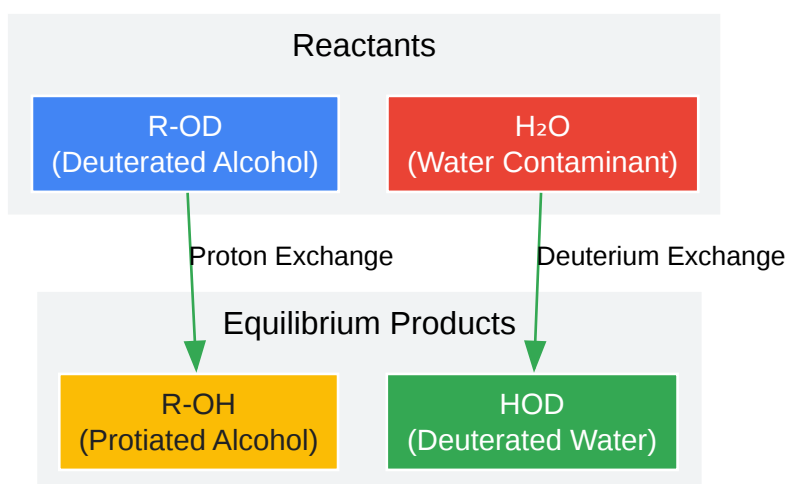 Reactants
R-OD
(Deuterated Alcohol)
H₂O
(Water Contaminant)
Proton Exchange
Deuterium Exchange
Equilibrium Products
R-OH
(Protiated Alcohol)
HOD
(Deuterated Water)